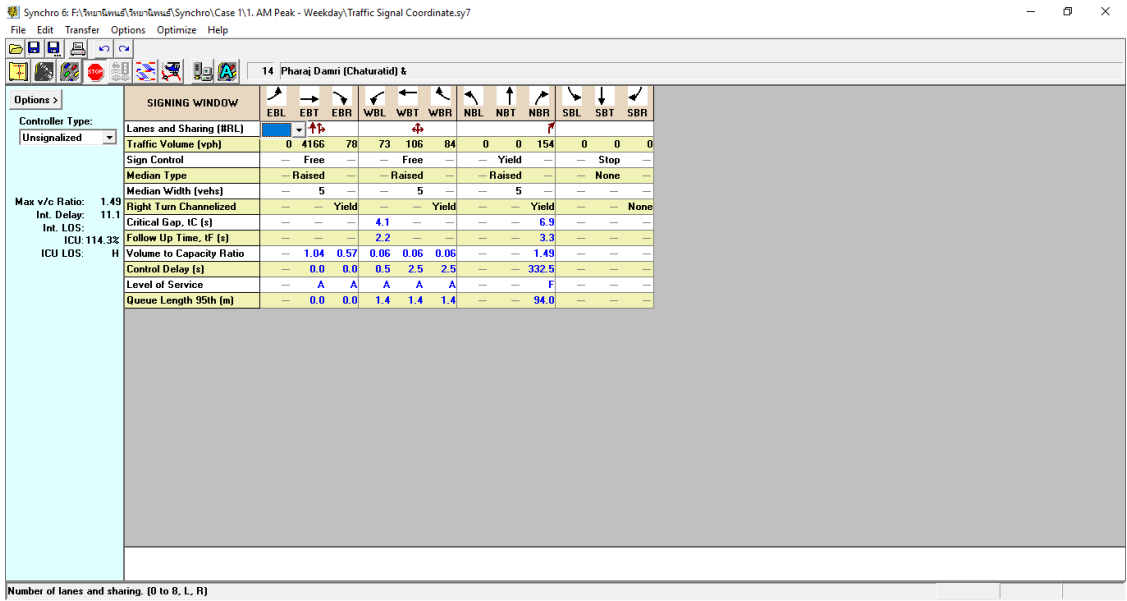 Synchro 6: F:\วิทยานิพนธ์\วิทยานิพนธ์\Synchro\Case 1\1. AM Peak - Weekday\Traffic Signal Coordinate.sy7
File Edit Transfer Options Optimize Help
STOP 14 Pharaj Damri (Chaturatid) &
Options >
Controller Type:
Unsignalized
Max v/c Ratio: 1.49
Int. Delay: 11.1
Int. LOS:
ICU: 114.3%
ICU LOS: H
SIGNING WINDOW EBL EBT EBR WBL WBT WBR NBL NBT NBR SBL SBT SBR
Lanes and Sharing (#RL)
Traffic Volume (vph) 0 4166 78 73 106 84 0 0 154 0 0 0
Sign Control — Free — — Free — — Yield — — Stop —
Median Type — Raised — — Raised — — Raised — — None —
Median Width (vehs) — 5 — — 5 — — 5 — — — —
Right Turn Channelized — — Yield — — Yield — — Yield — — None
Critical Gap, tC (s) — — — 4.1 — — — — 6.9 — — —
Follow Up Time, tF (s) — — — 2.2 — — — — 3.3 — — —
Volume to Capacity Ratio — 1.04 0.57 0.06 0.06 0.06 — — 1.49 — — —
Control Delay (s) — 0.0 0.0 0.5 2.5 2.5 — — 332.5 — — —
Level of Service — A A A A A — — F — — —
Queue Length 95th (m) — 0.0 0.0 1.4 1.4 1.4 — — 94.0 — — —
Number of lanes and sharing. (0 to 8, L, R)